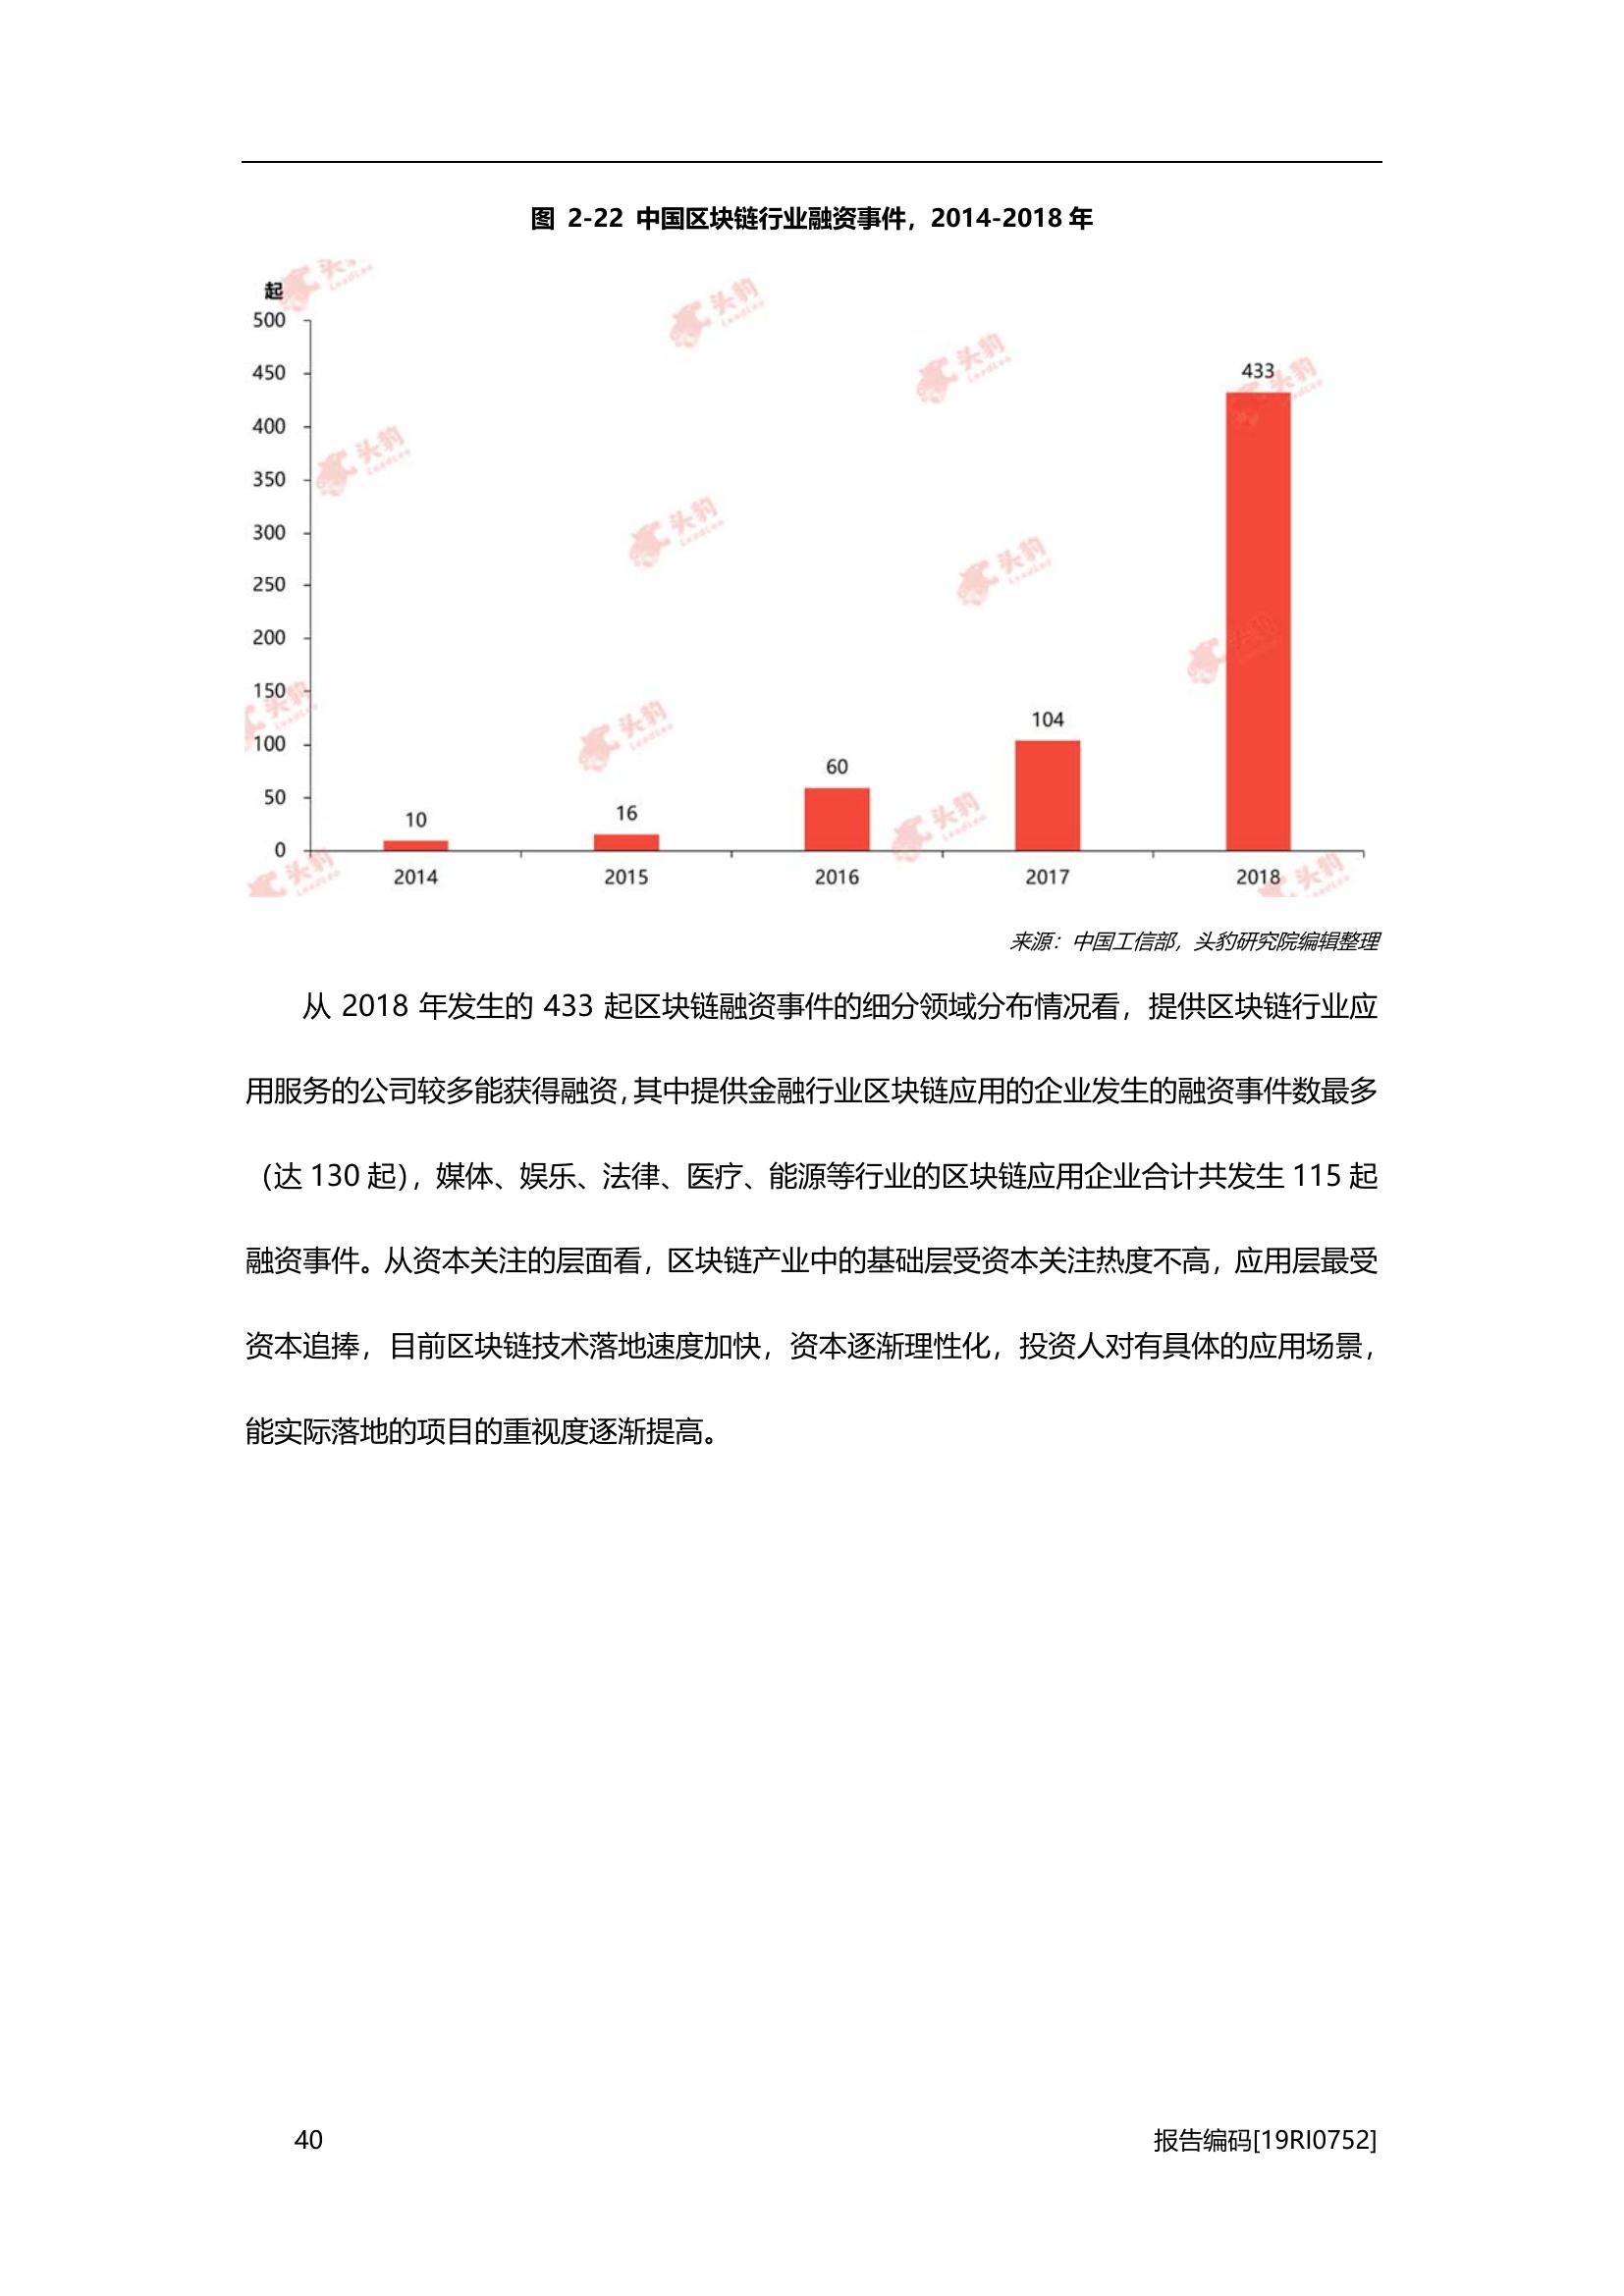 图 2-22 中国区块链行业融资事件，2014-2018 年
起
500
450
400
350
300
250
200
150
100
50
0
10
16
60
104
433
2014
2015
2016
2017
2018
头豹
LeadLeo
来源：中国工信部，头豹研究院编辑整理
从 2018 年发生的 433 起区块链融资事件的细分领域分布情况看，提供区块链行业应
用服务的公司较多能获得融资，其中提供金融行业区块链应用的企业发生的融资事件数最多
（达 130 起），媒体、娱乐、法律、医疗、能源等行业的区块链应用企业合计共发生 115 起
融资事件。从资本关注的层面看，区块链产业中的基础层受资本关注热度不高，应用层最受
资本追捧，目前区块链技术落地速度加快，资本逐渐理性化，投资人对有具体的应用场景，
能实际落地的项目的重视度逐渐提高。
40
报告编码[19RI0752]